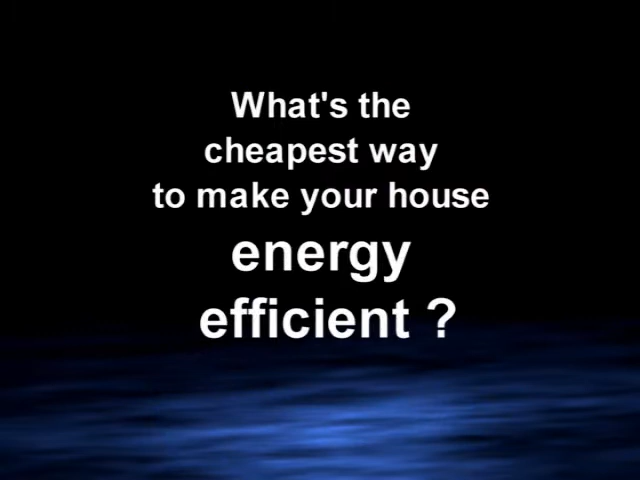 What's the
cheapest way
to make your house
energy
efficient ?